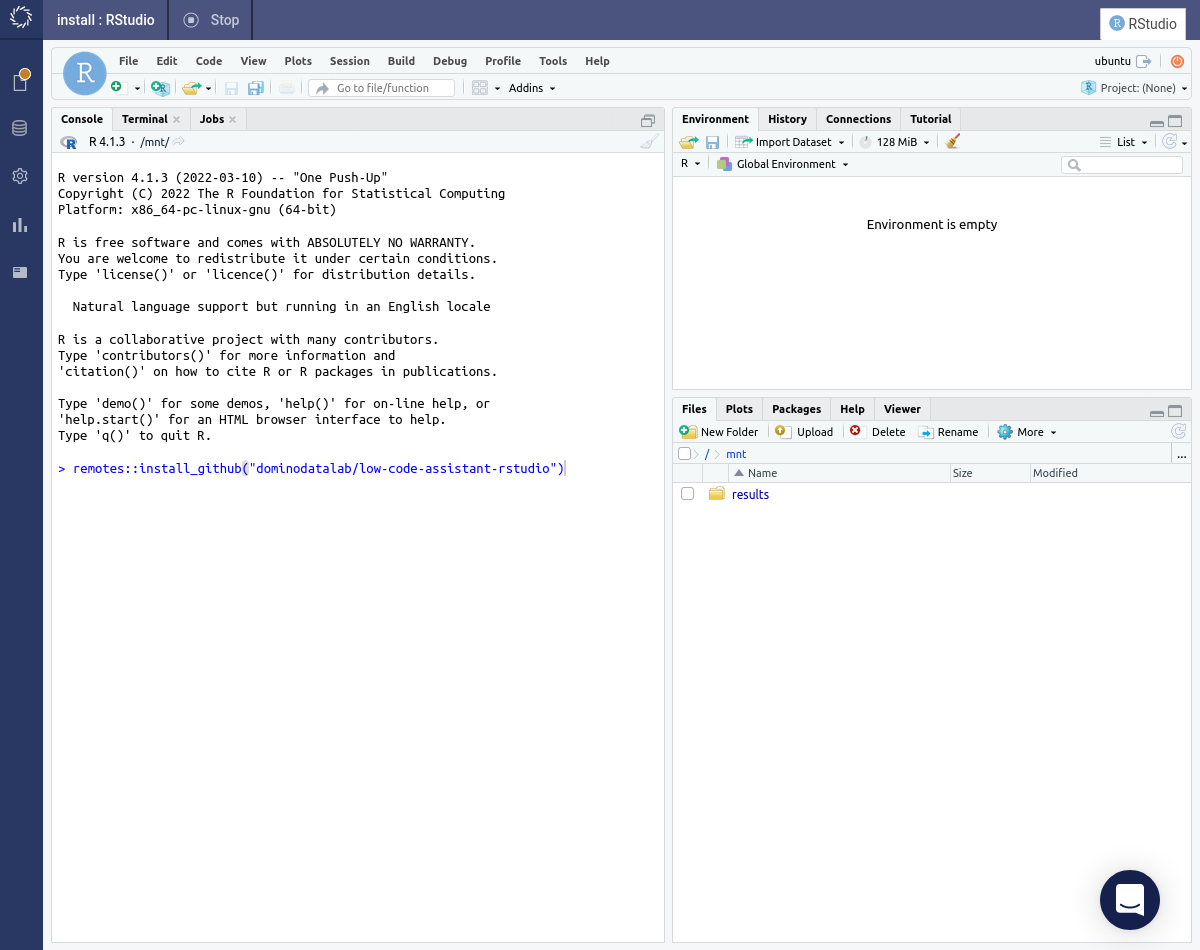 install : RStudio
Stop
RStudio
R
File Edit Code View Plots Session Build Debug Profile Tools Help
ubuntu
Go to file/function
Addins
Project: (None)
Console Terminal Jobs
R 4.1.3 · /mnt/
R version 4.1.3 (2022-03-10) -- "One Push-Up"
Copyright (C) 2022 The R Foundation for Statistical Computing
Platform: x86_64-pc-linux-gnu (64-bit)
R is free software and comes with ABSOLUTELY NO WARRANTY.
You are welcome to redistribute it under certain conditions.
Type 'license()' or 'licence()' for distribution details.
Natural language support but running in an English locale
R is a collaborative project with many contributors.
Type 'contributors()' for more information and
'citation()' on how to cite R or R packages in publications.
Type 'demo()' for some demos, 'help()' for on-line help, or
'help.start()' for an HTML browser interface to help.
Type 'q()' to quit R.
> remotes::install_github("dominodatalab/low-code-assistant-rstudio")
Environment History Connections Tutorial
Import Dataset 128 MiB List
R Global Environment
Environment is empty
Files Plots Packages Help Viewer
New Folder Upload Delete Rename More
/ mnt ...
Name Size Modified
results